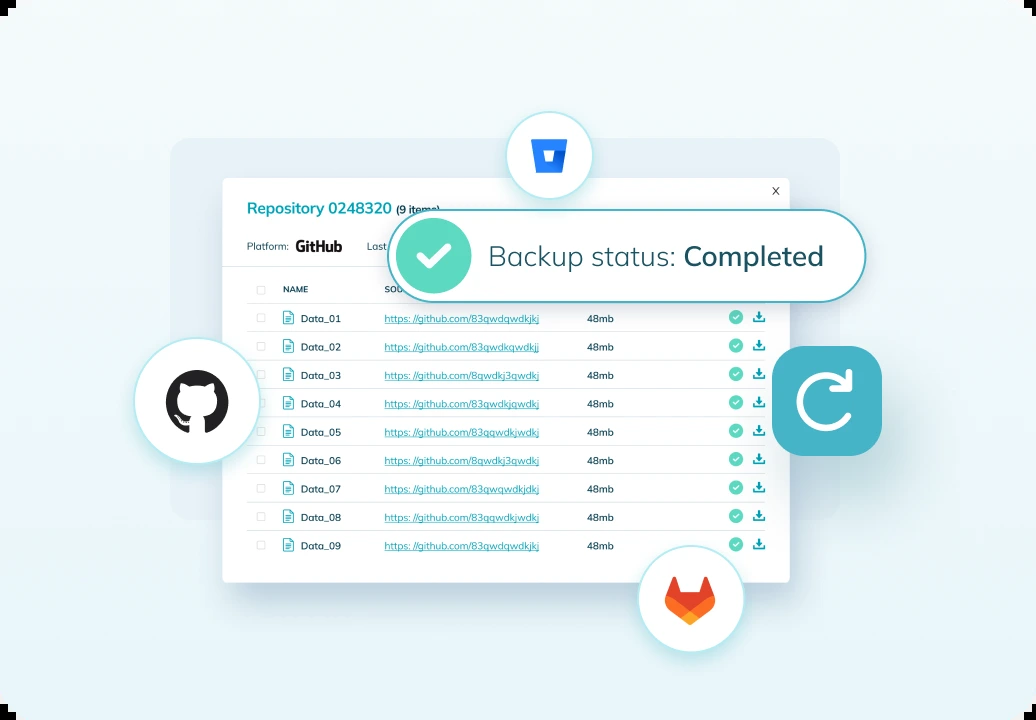 X
Repository 0248320 (9 items)
Platform: GitHub Last
Backup status: Completed
NAME
Data_01 https: //github.com/83qwdqwdkjkj 48mb
Data_02 https: //github.com/83qwdkqwdkjj 48mb
Data_03 https: //github.com/8qwdkj3qwdkj 48mb
Data_04 https: //github.com/83qwdkjqwdkj 48mb
Data_05 https: //github.com/83qqwdkjwdkj 48mb
Data_06 https: //github.com/8qwdkj3qwdkj 48mb
Data_07 https: //github.com/83qwqwdkjdkj 48mb
Data_08 https: //github.com/83qqwdkjwdkj 48mb
Data_09 https: //github.com/83qwdqwdkjkj 48mb